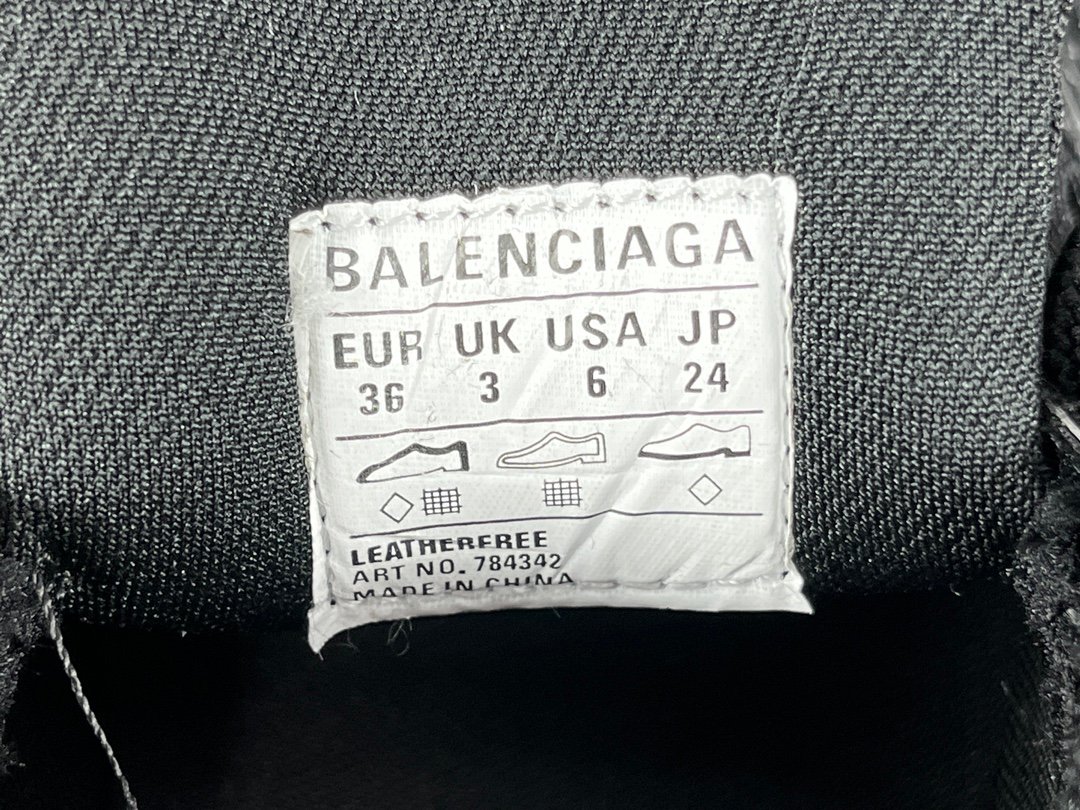 BALENCIAGA
EUR UK USA JP
36 3 6 24
LEATHERFREE
ART NO. 784342
MADE IN CHINA